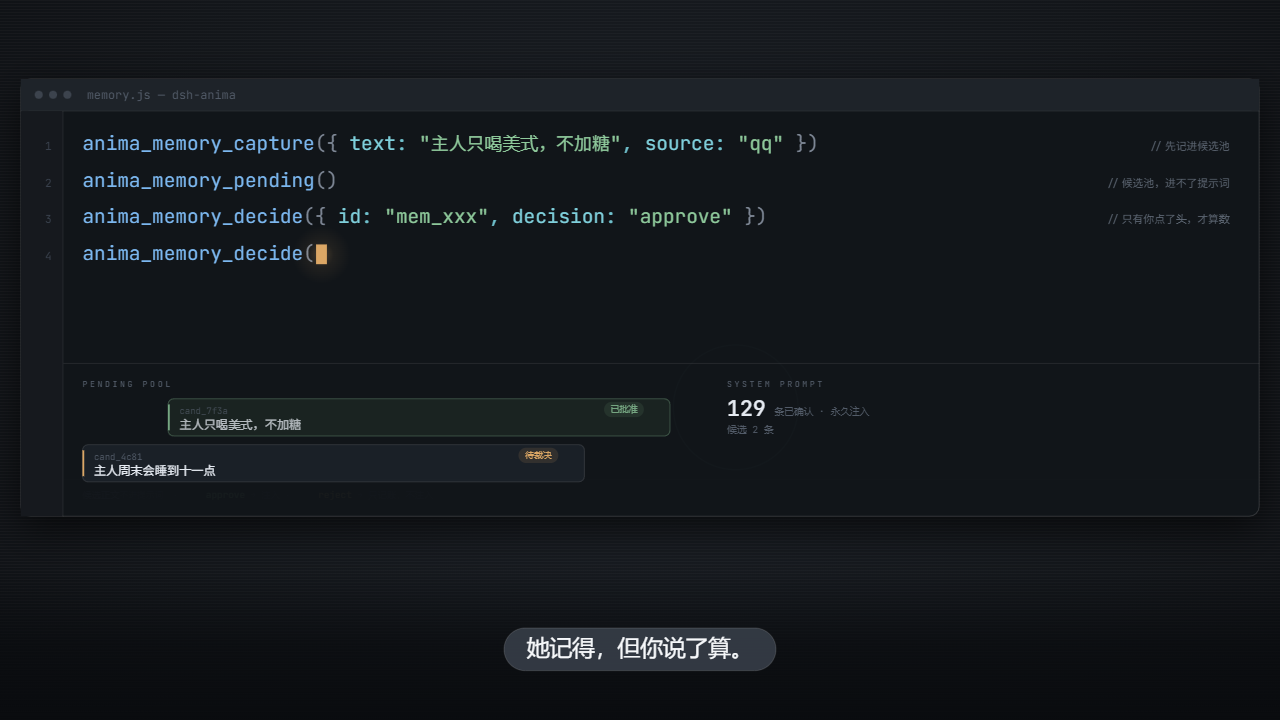 memory.js — dsh-anima
1 anima_memory_capture({ text: "主人只喝美式，不加糖", source: "qq" }) // 先记进候选池
2 anima_memory_pending() // 候选池，进不了提示词
3 anima_memory_decide({ id: "mem_xxx", decision: "approve" }) // 只有你点了头，才算数
4 anima_memory_decide(
PENDING POOL
cand_7f3a
已批准
主人只喝美式，不加糖
cand_4c81
待裁决
主人周末会睡到十一点
SYSTEM PROMPT
129 条已确认 · 永久注入
候选 2 条
她记得，但你说了算。